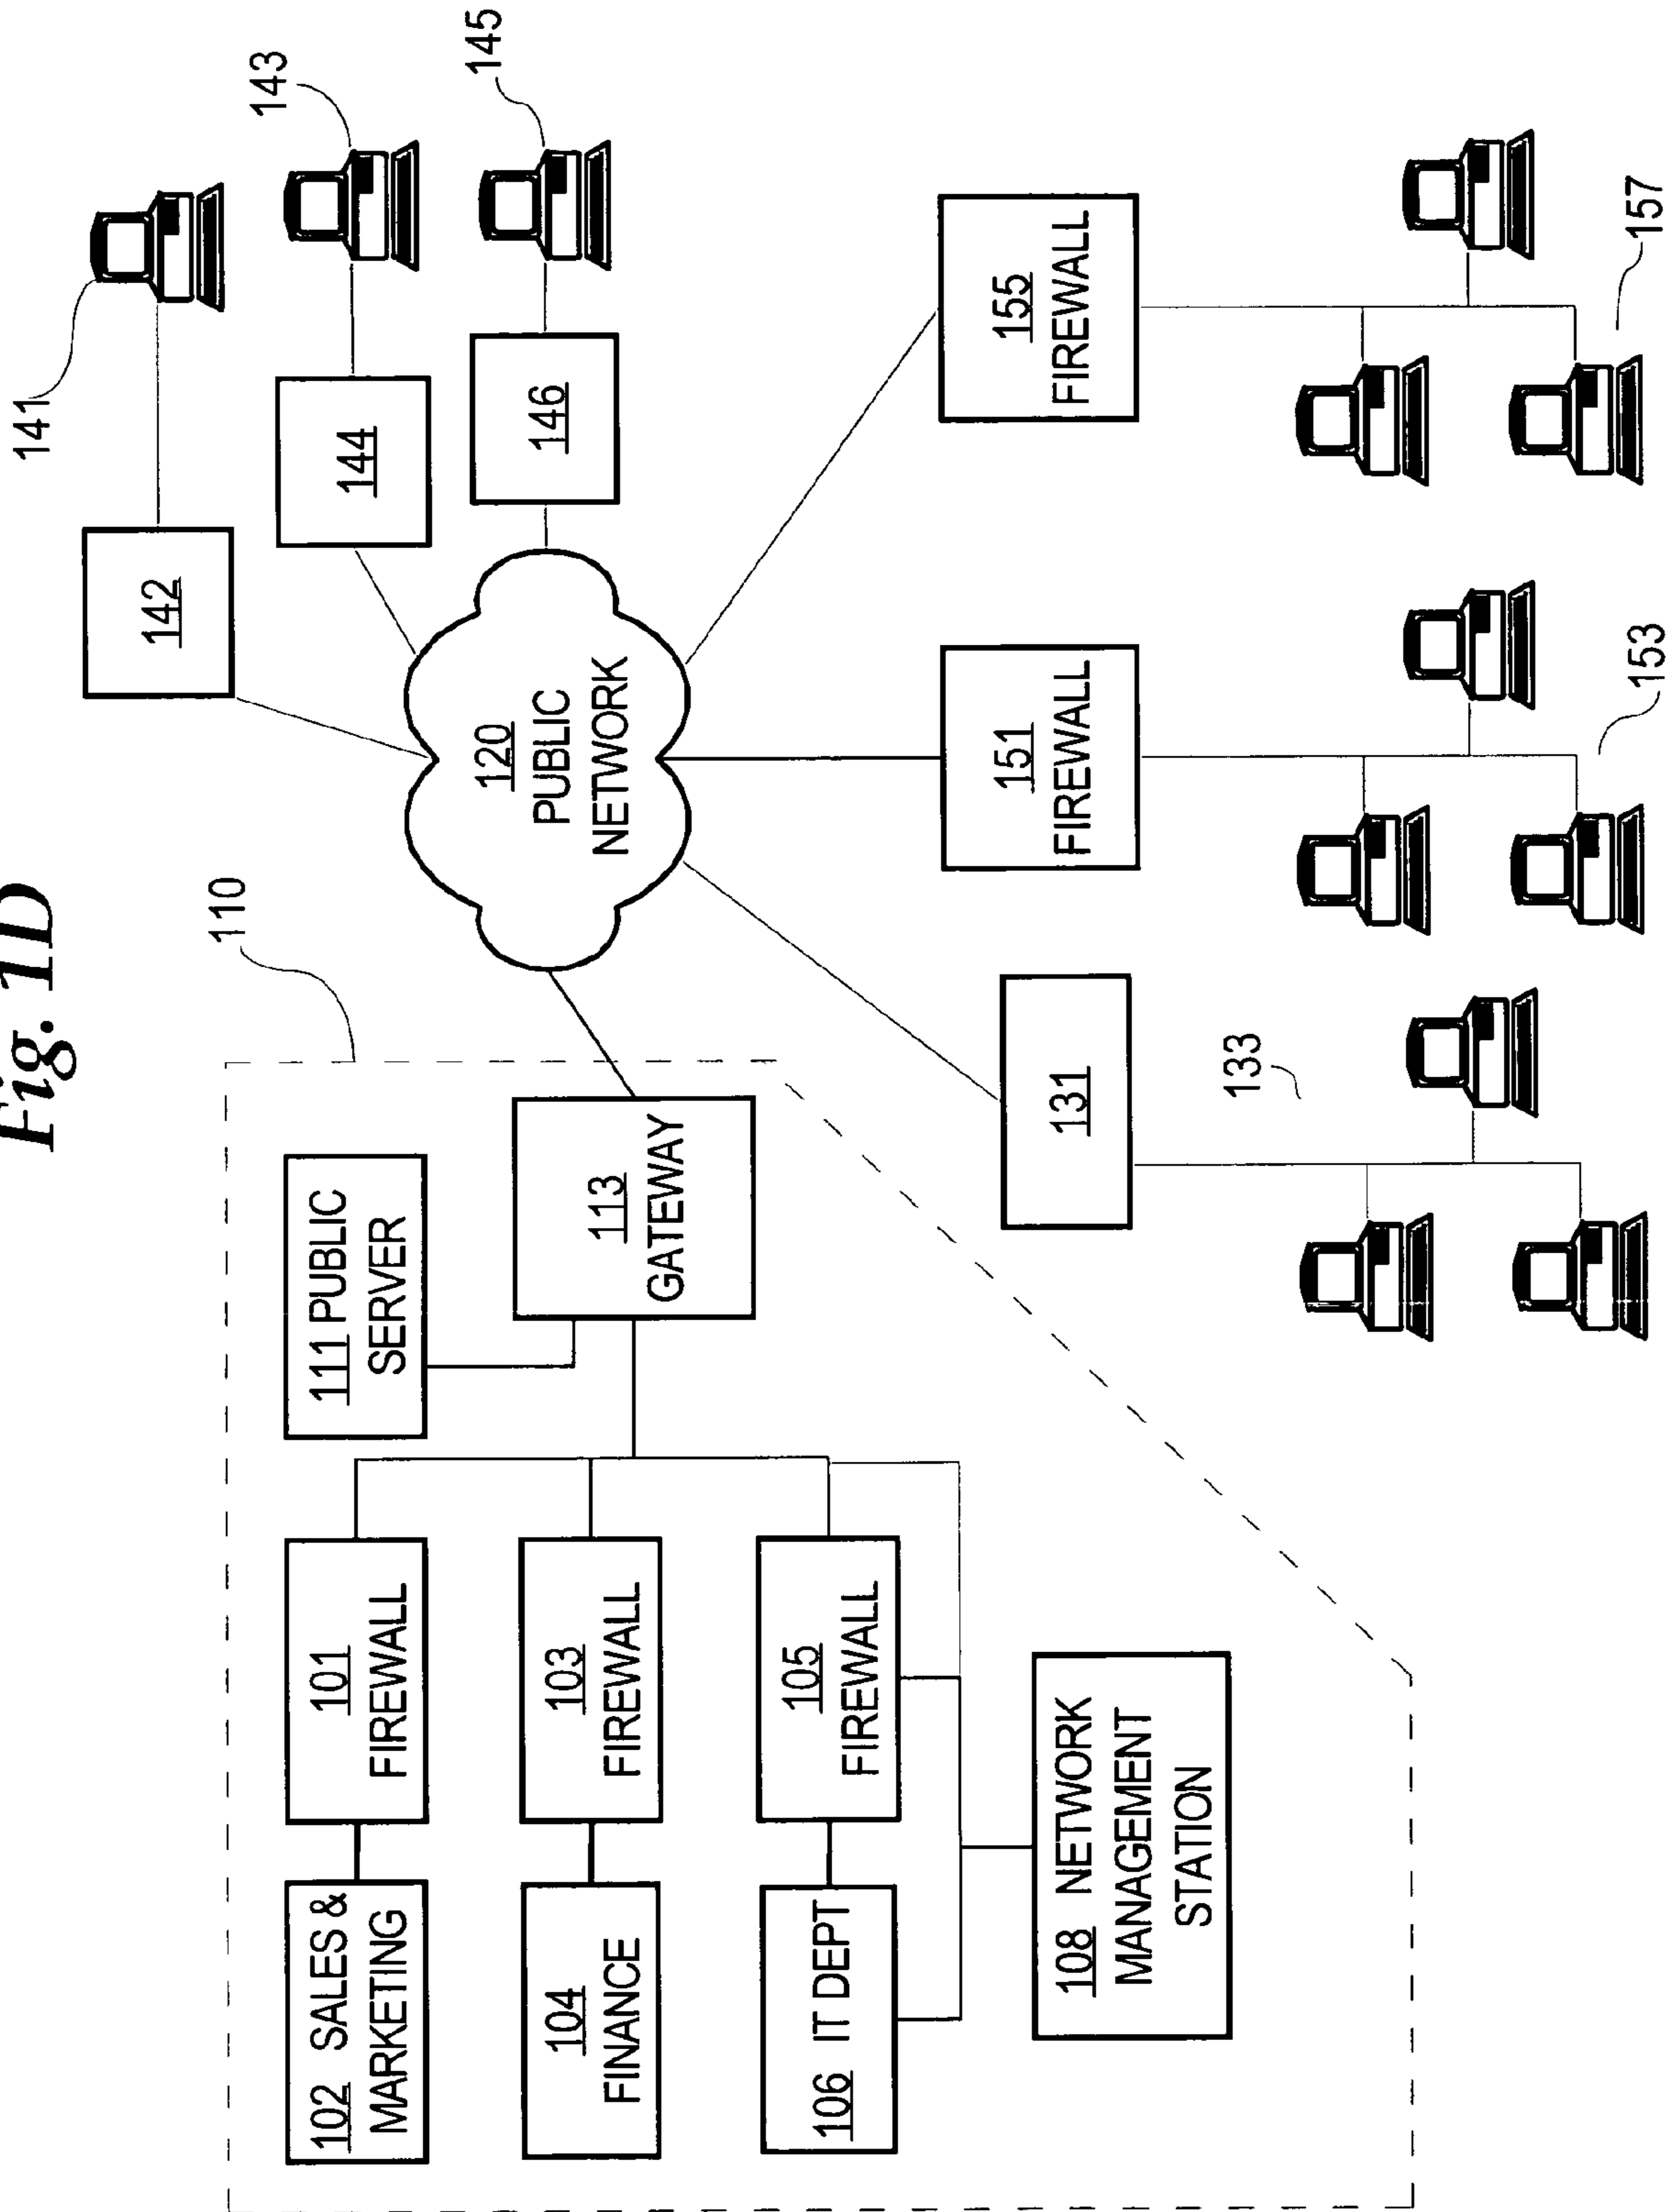 Fig. 1D
110
102 SALES &
MARKETING
101
FIREWALL
111 PUBLIC
SERVER
104
FINANCE
103
FIREWALL
113
GATEWAY
106 IT DEPT
105
FIREWALL
108 NETWORK
MANAGEMENT
STATION
120
PUBLIC
NETWORK
141
142
143
144
145
146
131
133
151
FIREWALL
153
155
FIREWALL
157